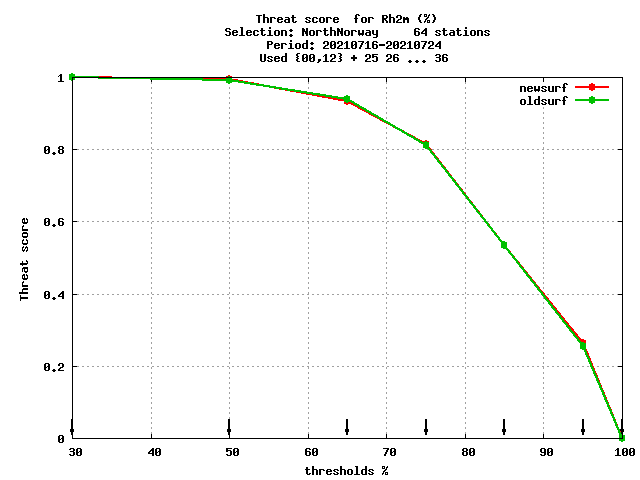 Threat score  for Rh2m (%)
Selection: NorthNorway     64 stations
Period: 20210716-20210724
Used {00,12} + 25 26 ... 36
newsurf
oldsurf
1
0.8
0.6
0.4
0.2
0
Threat score
30 40 50 60 70 80 90 100
thresholds %